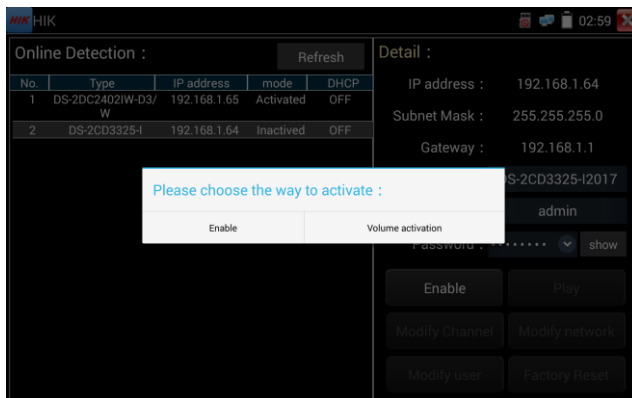 HIK HIK 02:59
Online Detection： Refresh
No. Type IP address mode DHCP
1 DS-2DC2402IW-D3/W 192.168.1.65 Activated OFF
2 DS-2CD3325-I 192.168.1.64 Inactived OFF
Detail：
IP address： 192.168.1.64
Subnet Mask： 255.255.255.0
Gateway： 192.168.1.1
S-2CD3325-I2017
admin
Password： show
Please choose the way to activate：
Enable Volume activation
Enable Play
Modify Channel Modify network
Modify user Factory Reset